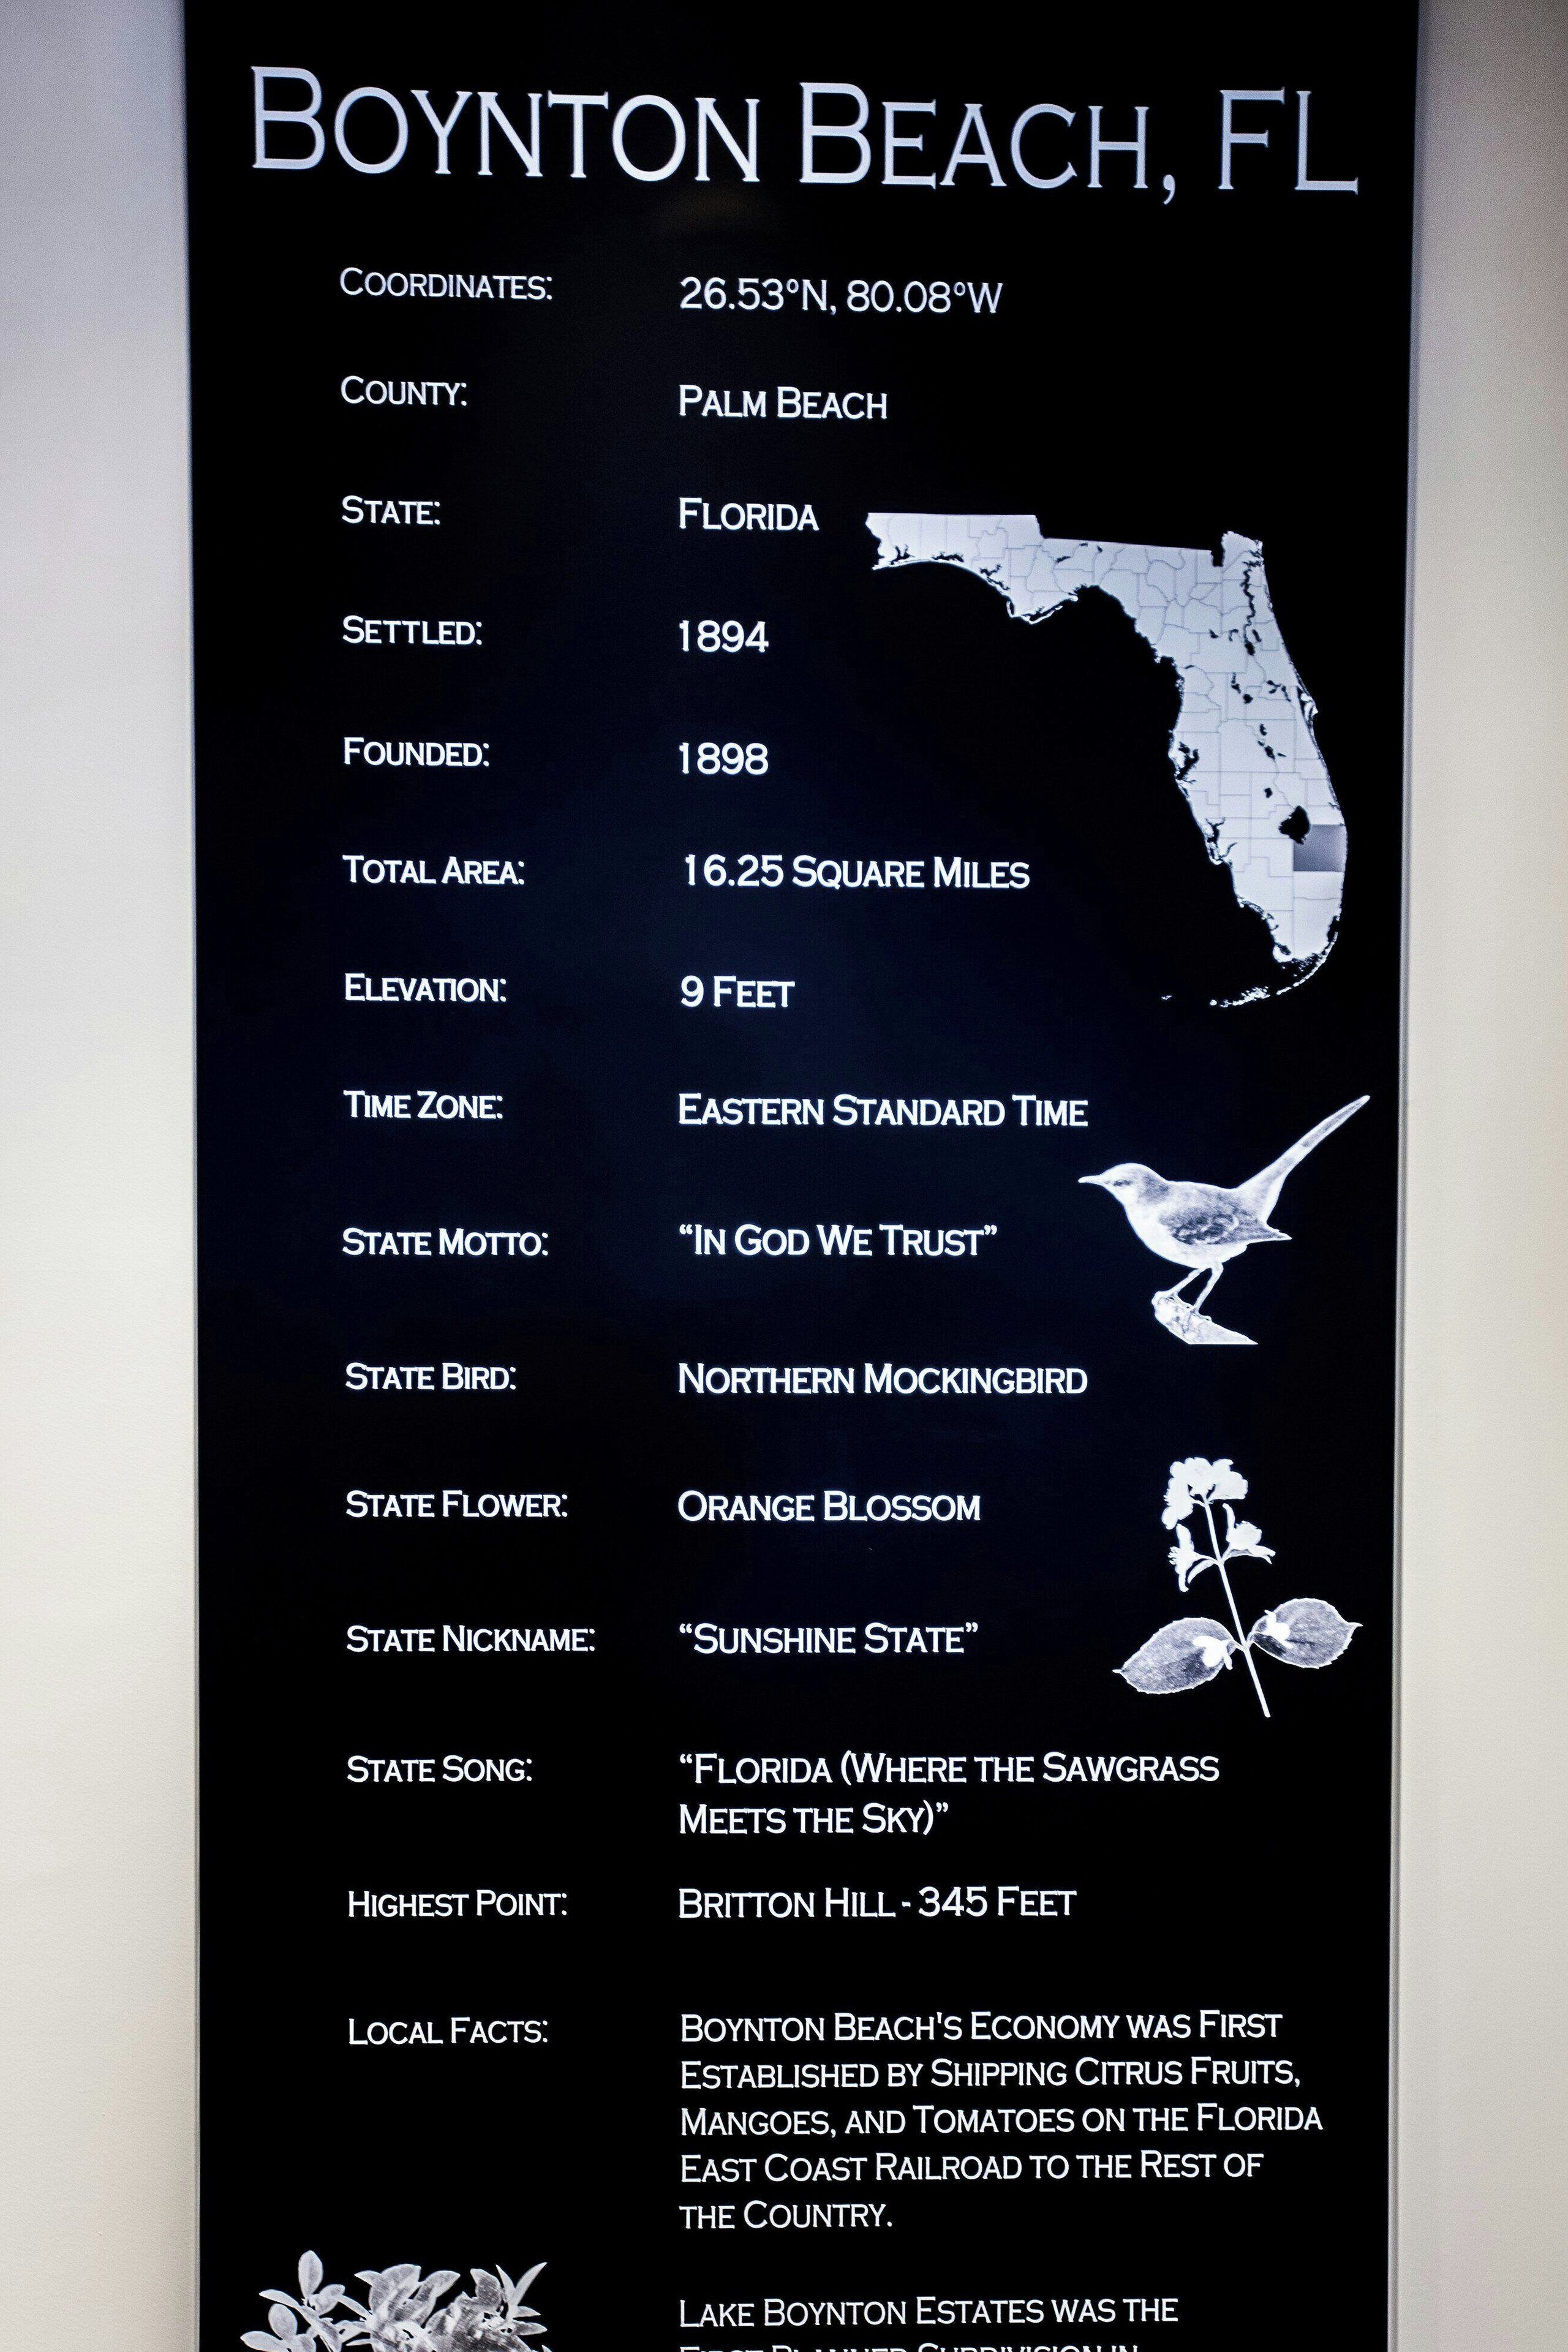 BOYNTON BEACH, FL
COORDINATES: 26.53°N, 80.08°W
COUNTY: PALM BEACH
STATE: FLORIDA
SETTLED: 1894
FOUNDED: 1898
TOTAL AREA: 16.25 SQUARE MILES
ELEVATION: 9 FEET
TIME ZONE: EASTERN STANDARD TIME
STATE MOTTO: “IN GOD WE TRUST”
STATE BIRD: NORTHERN MOCKINGBIRD
STATE FLOWER: ORANGE BLOSSOM
STATE NICKNAME: “SUNSHINE STATE”
STATE SONG: “FLORIDA (WHERE THE SAWGRASS
MEETS THE SKY)”
HIGHEST POINT: BRITTON HILL - 345 FEET
LOCAL FACTS: BOYNTON BEACH'S ECONOMY WAS FIRST
ESTABLISHED BY SHIPPING CITRUS FRUITS,
MANGOES, AND TOMATOES ON THE FLORIDA
EAST COAST RAILROAD TO THE REST OF
THE COUNTRY.
LAKE BOYNTON ESTATES WAS THE